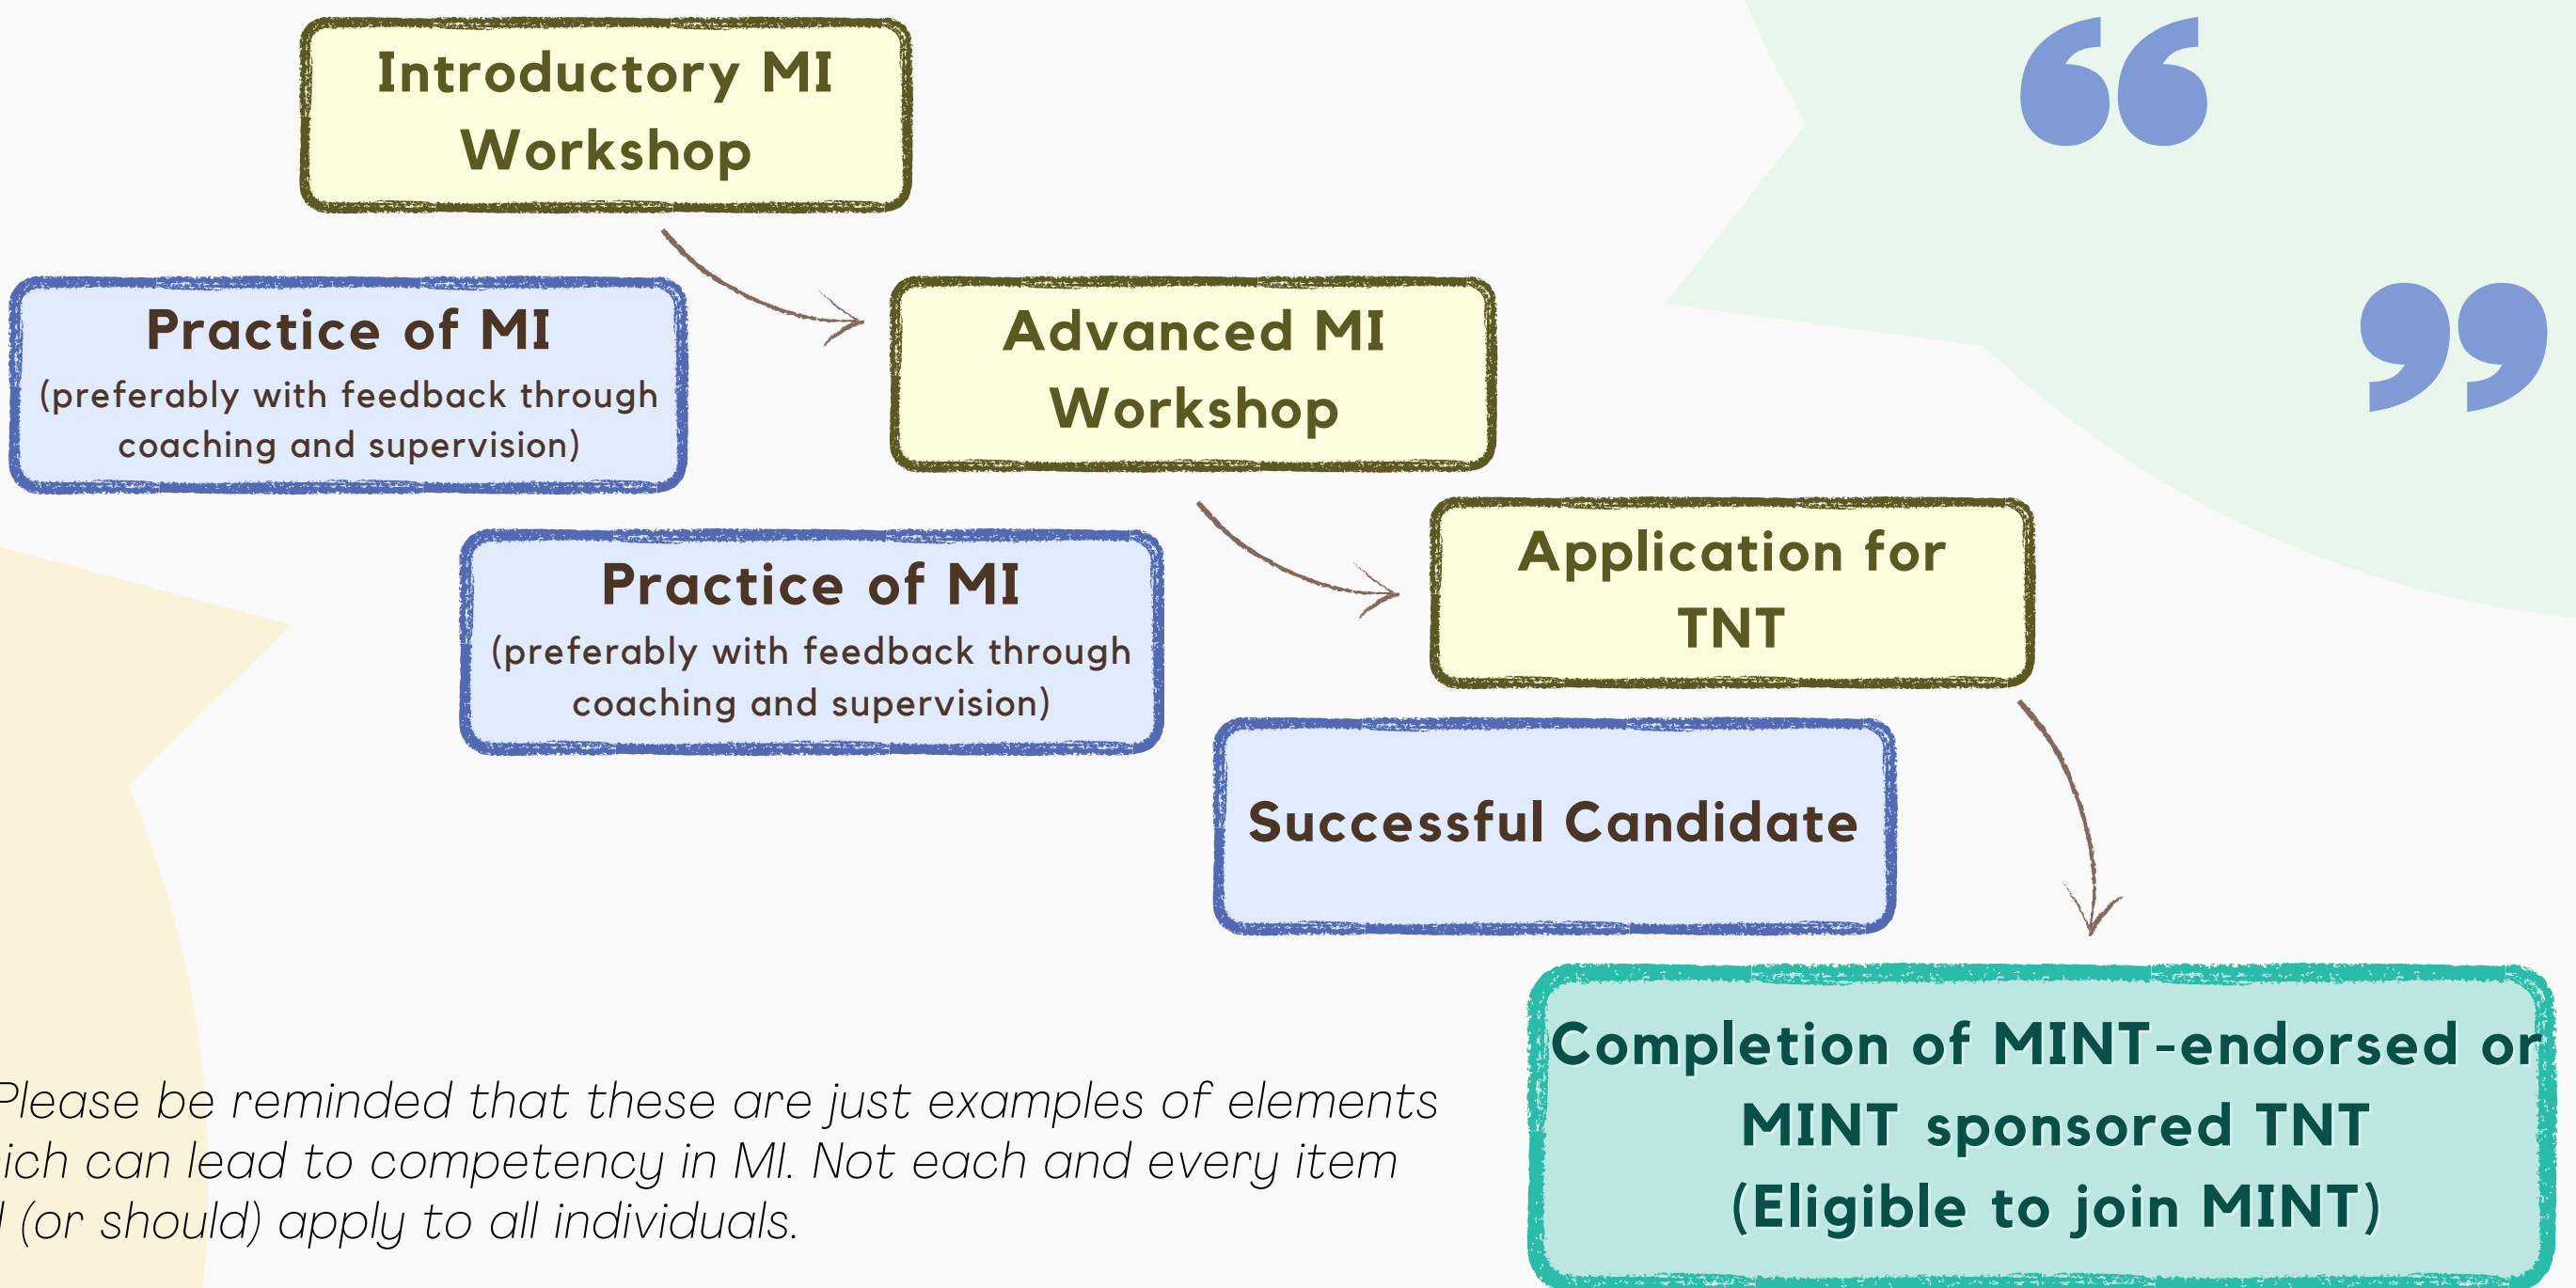 Introductory MI
Workshop
Practice of MI
(preferably with feedback through
coaching and supervision)
Advanced MI
Workshop
Practice of MI
(preferably with feedback through
coaching and supervision)
Application for
TNT
Successful Candidate
Completion of MINT-endorsed or
MINT sponsored TNT
(Eligible to join MINT)
Please be reminded that these are just examples of elements
can lead to competency in MI. Not each and every item
(or should) apply to all individuals.